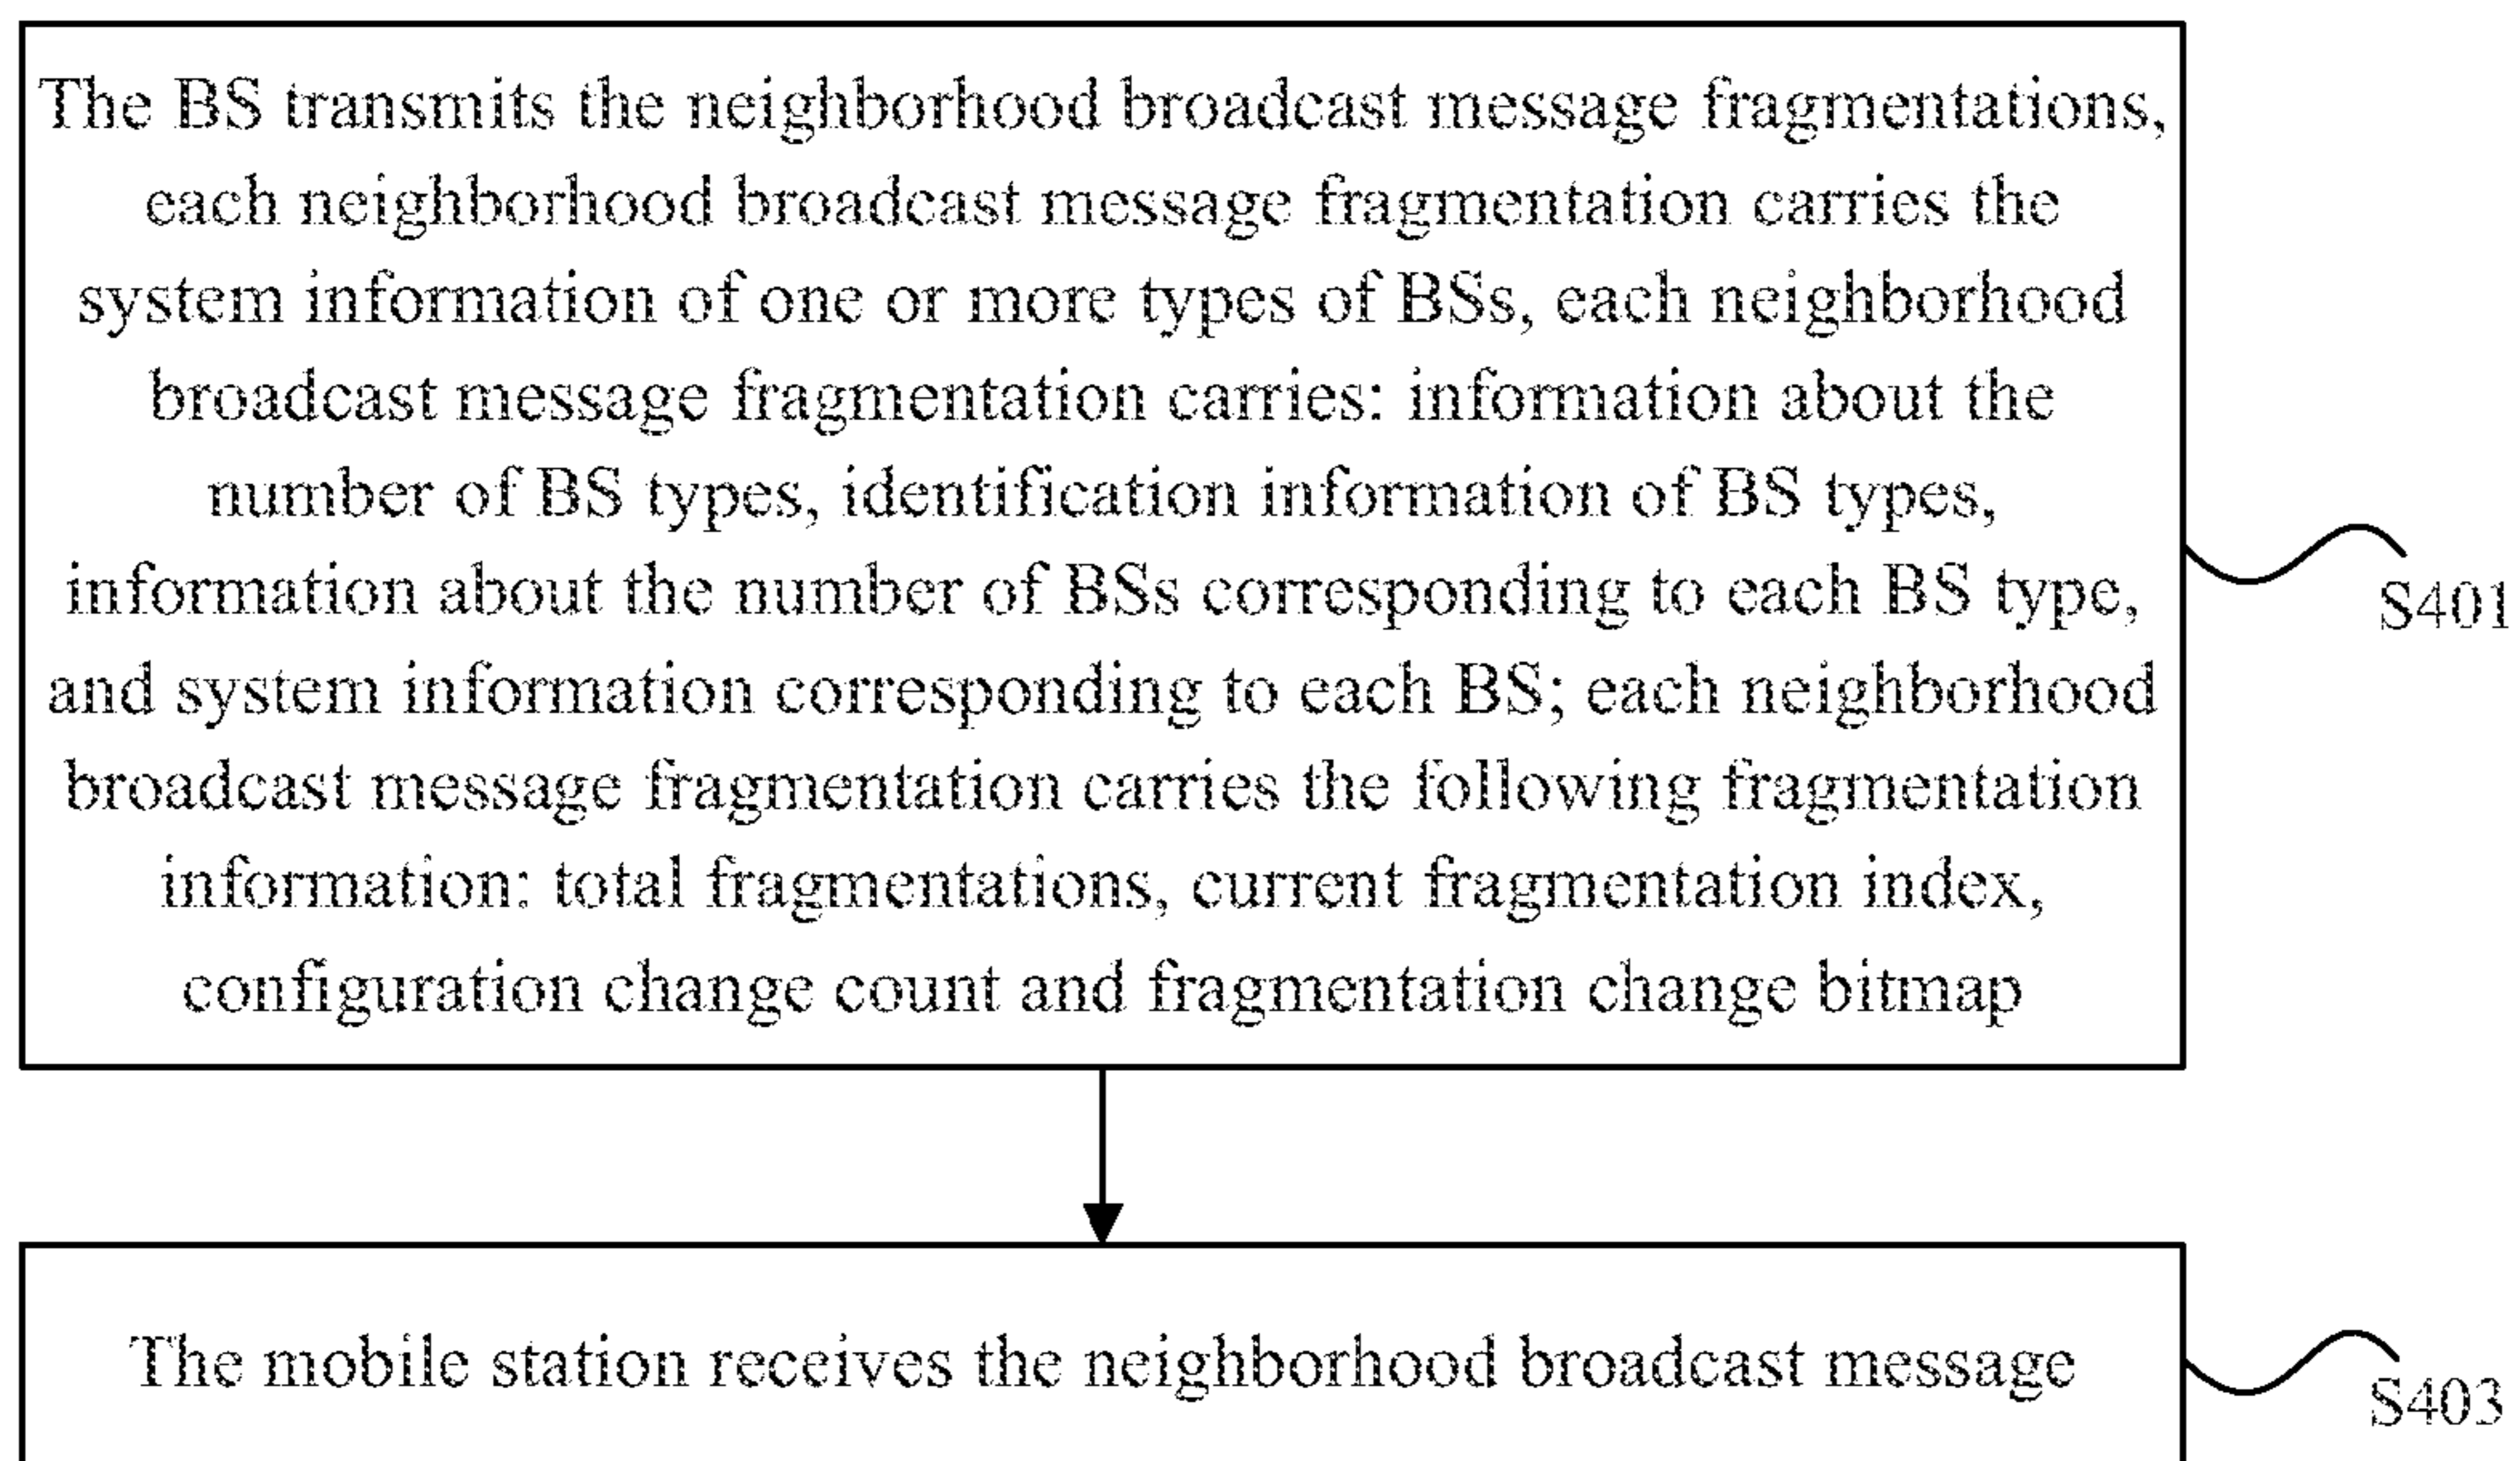 The BS transmits the neighborhood broadcast message fragmentations,
each neighborhood broadcast message fragmentation carries the
system information of one or more types of BSs, each neighborhood
broadcast message fragmentation carries: information about the
number of BS types, identification information of BS types,
information about the number of BSs corresponding to each BS type,
and system information corresponding to each BS; each neighborhood
broadcast message fragmentation carries the following fragmentation
information: total fragmentations, current fragmentation index,
configuration change count and fragmentation change bitmap
S401
The mobile station receives the neighborhood broadcast message
S403